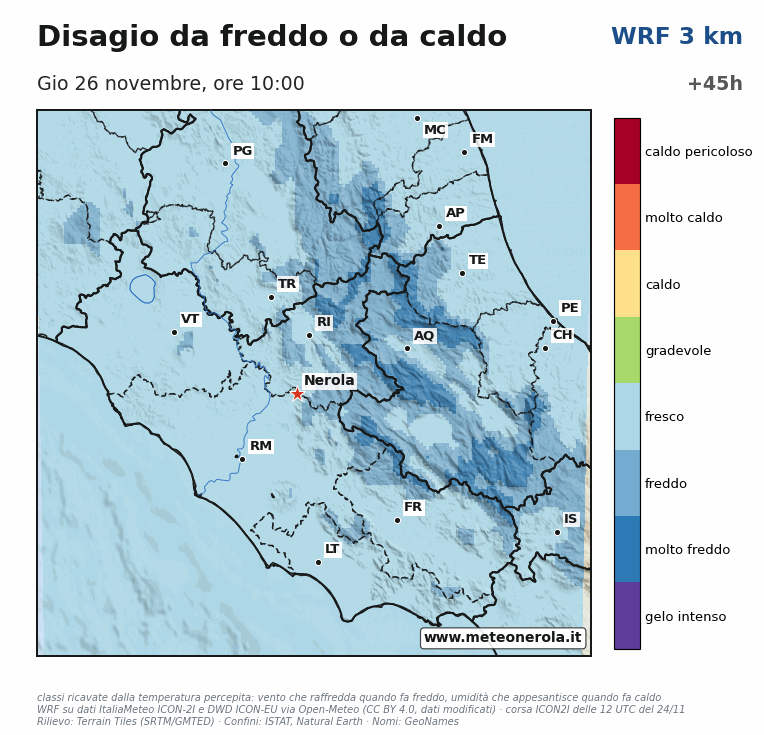 Disagio da freddo o da caldo
WRF 3 km
Gio 26 novembre, ore 10:00
+45h
MC
FM
PG
AP
TE
TR
PE
VT
RI
AQ
CH
Nerola
RM
FR
IS
LT
www.meteonerola.it
caldo pericoloso
molto caldo
caldo
gradevole
fresco
freddo
molto freddo
gelo intenso
classi ricavate dalla temperatura percepita: vento che raffredda quando fa freddo, umidità che appesantisce quando fa caldo
WRF su dati ItaliaMeteo ICON-2I e DWD ICON-EU via Open-Meteo (CC BY 4.0, dati modificati) · corsa ICON2I delle 12 UTC del 24/11
Rilievo: Terrain Tiles (SRTM/GMTED) · Confini: ISTAT, Natural Earth · Nomi: GeoNames